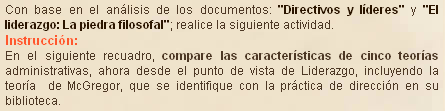 Con base en el análisis de los documentos: "Directivos y líderes" y "El
liderazgo: La piedra filosofal"; realice la siguiente actividad.
Instrucción:
En el siguiente recuadro, compare las características de cinco teorías
administrativas, ahora desde el punto de vista de Liderazgo, incluyendo la
teoría de McGregor, que se identifique con la práctica de dirección en su
biblioteca.